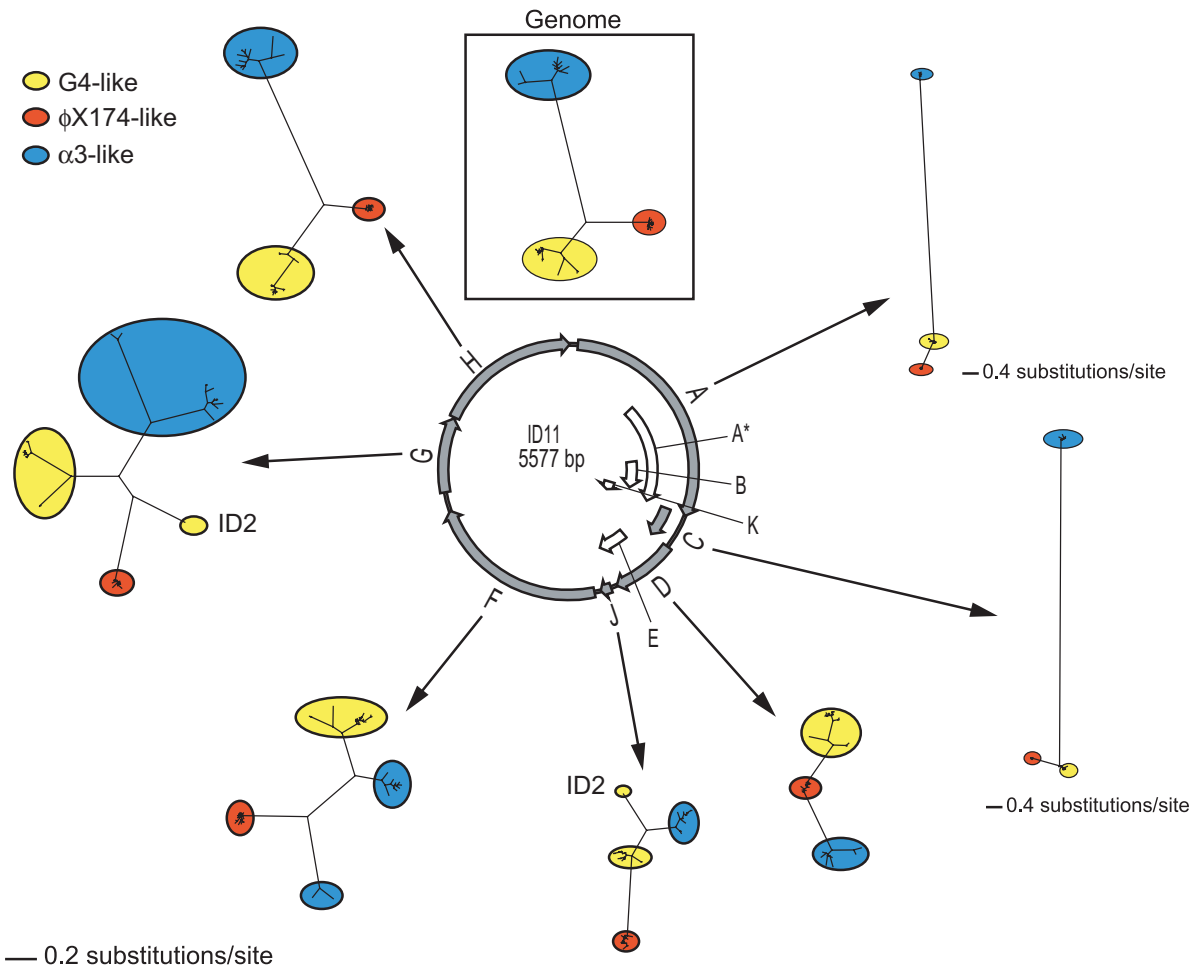 Genome
G4-like
ϕX174-like
α3-like
0.4 substitutions/site
H
A
ID11
5577 bp
A*
G
B
ID2
K
C
F
D
J
E
ID2
0.4 substitutions/site
0.2 substitutions/site